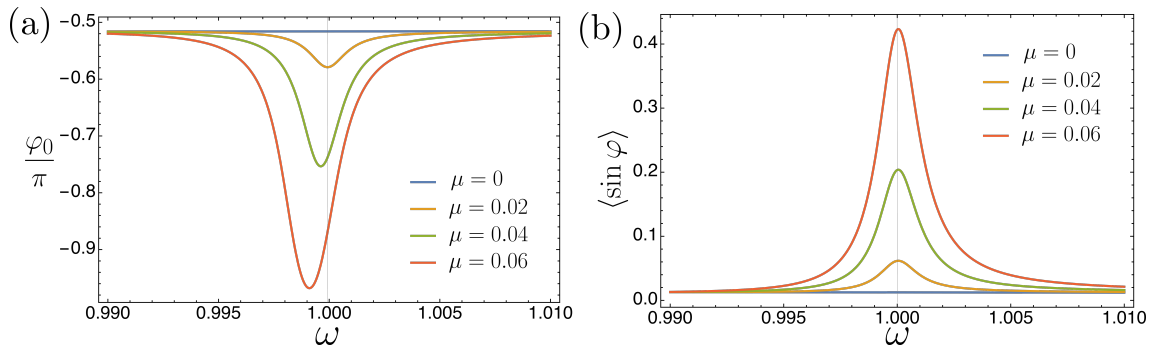 (a)
-0.5
-0.6
-0.7
-0.8
-0.9
φ₀/π
μ = 0
μ = 0.02
μ = 0.04
μ = 0.06
0.990 0.995 1.000 1.005 1.010
ω
(b)
0.4
0.3
0.2
0.1
0.0
⟨sin φ⟩
μ = 0
μ = 0.02
μ = 0.04
μ = 0.06
0.990 0.995 1.000 1.005 1.010
ω